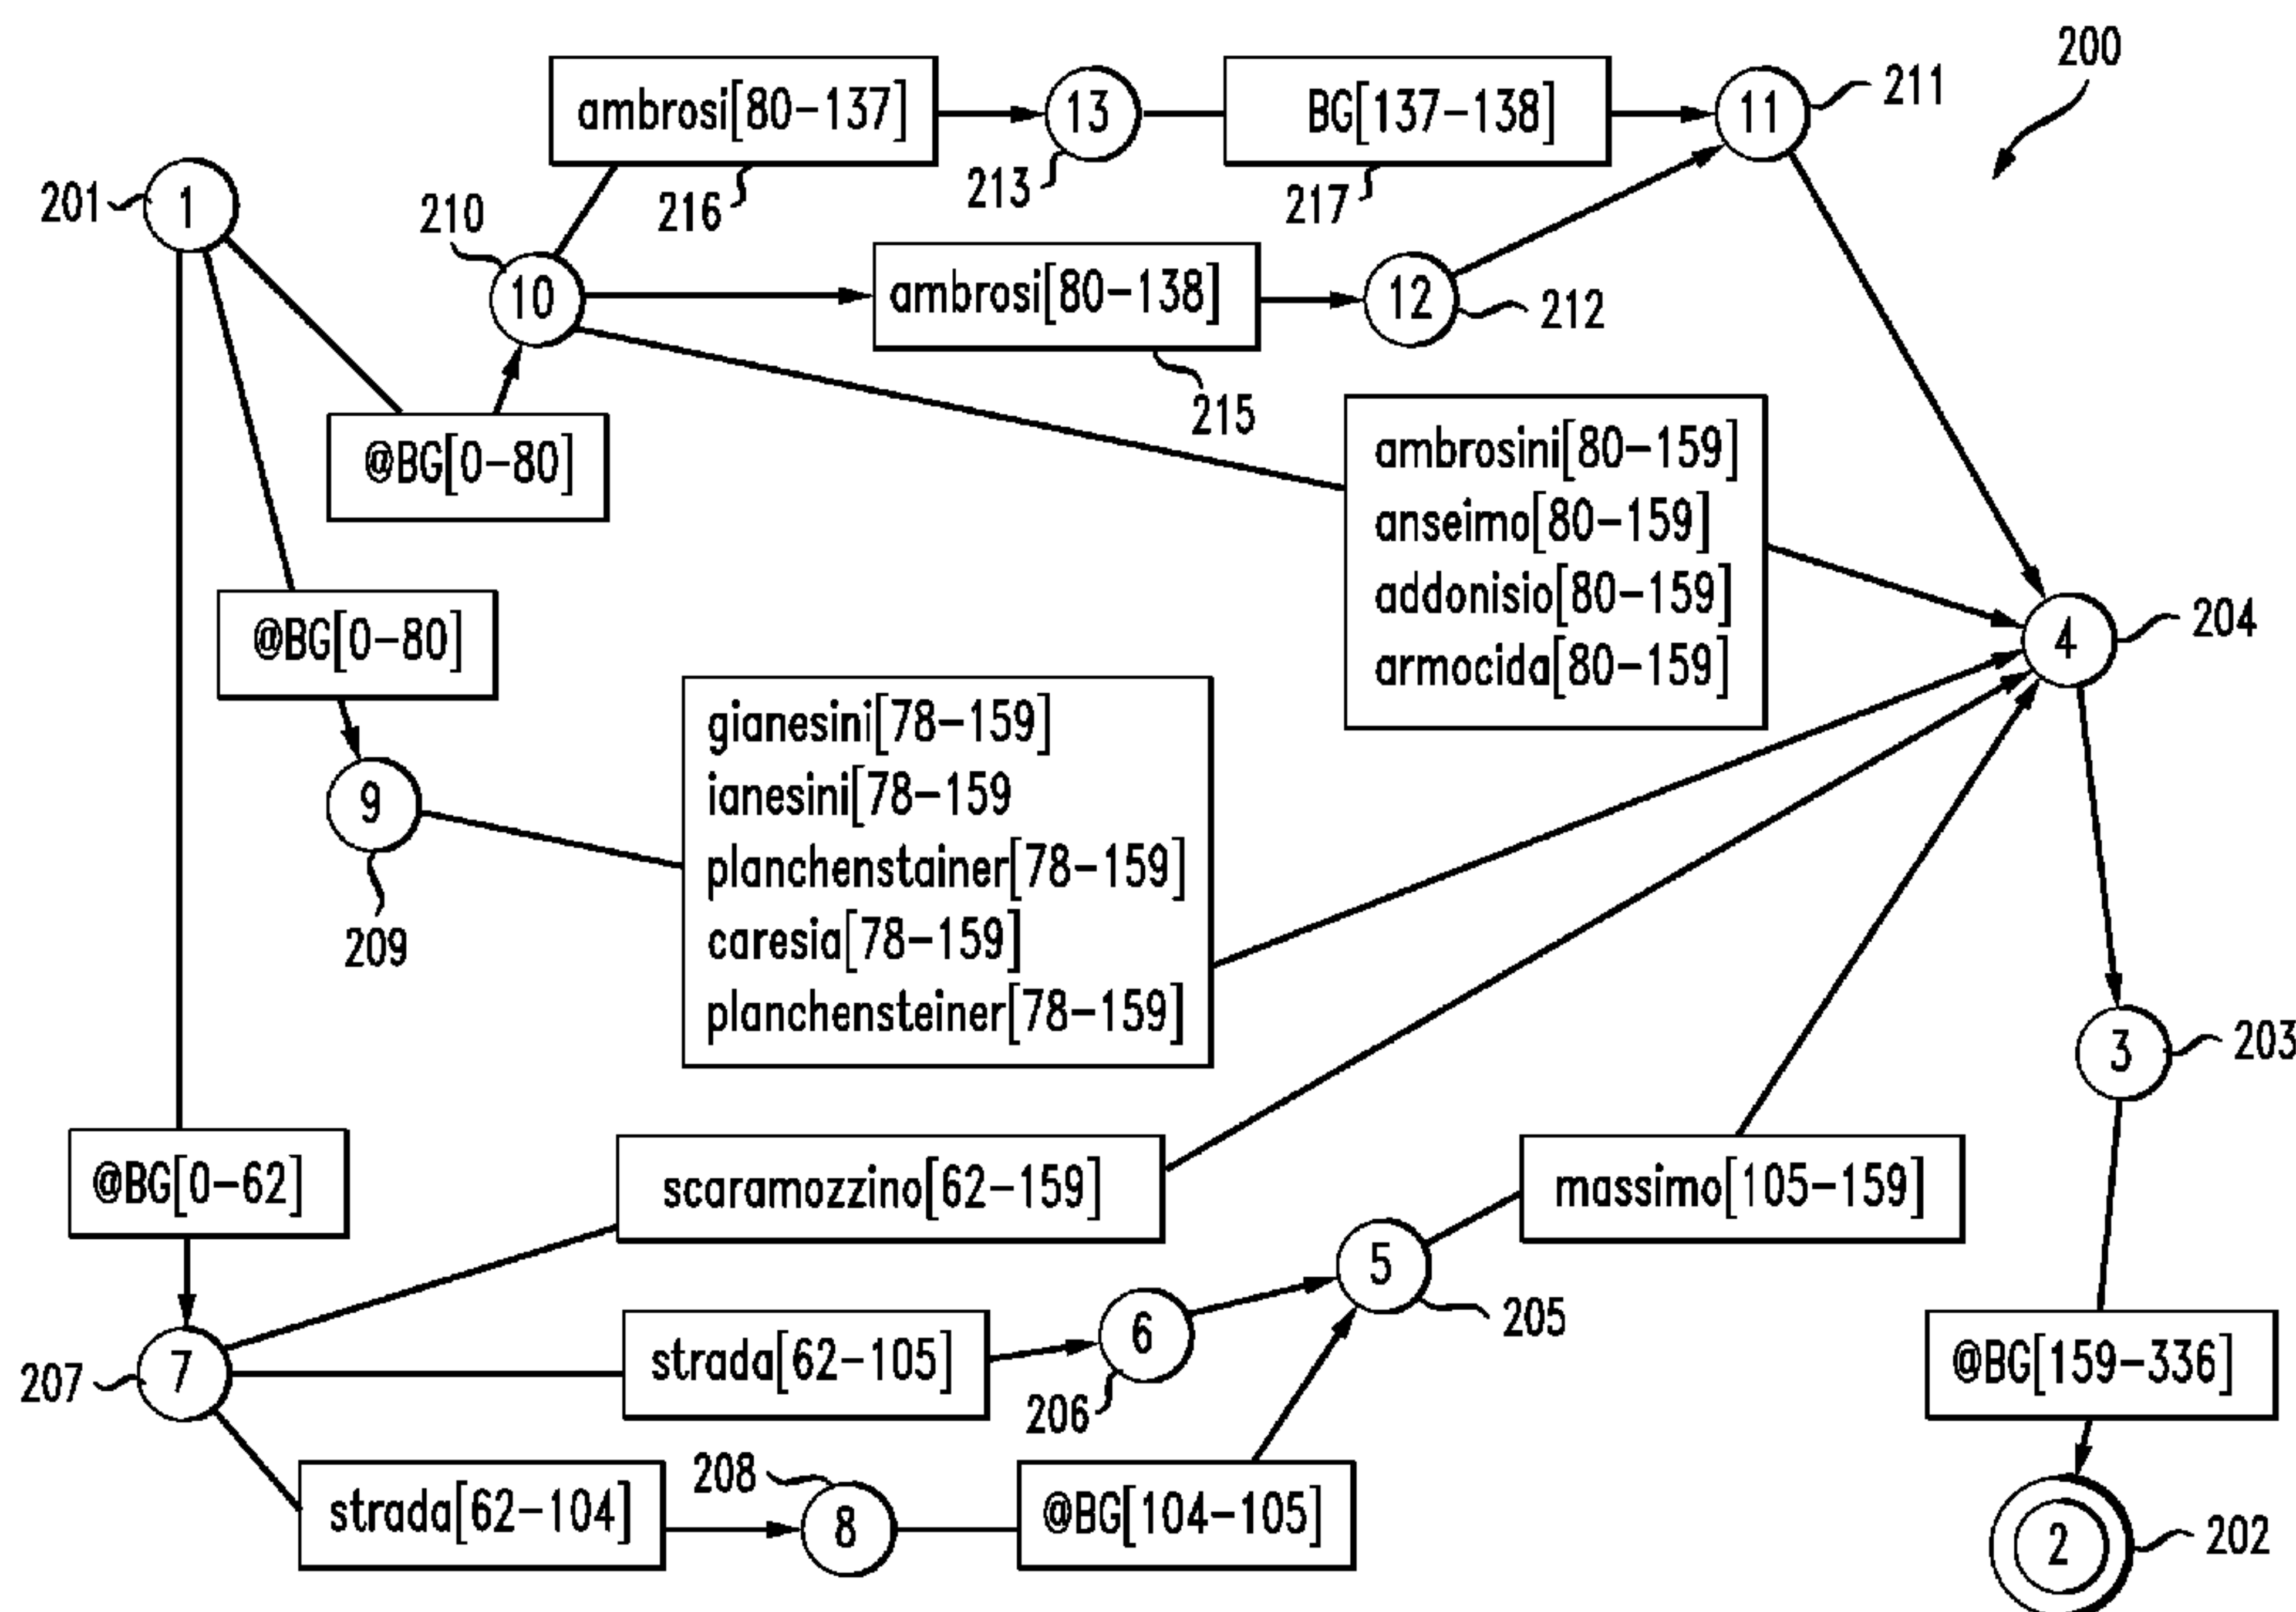 200
ambrosi[80-137]
13
BG[137-138]
11
211
216
213
217
201
1
210
10
ambrosi[80-138]
12
212
215
@BG[0-80]
ambrosini[80-159]
anseimo[80-159]
addonisio[80-159]
armocida[80-159]
@BG[0-80]
4
204
9
209
gianesini[78-159]
ianesini[78-159
planchenstainer[78-159]
caresia[78-159]
planchensteiner[78-159]
3
203
@BG[0-62]
scaramozzino[62-159]
massimo[105-159]
5
205
7
207
strada[62-105]
6
206
@BG[159-336]
strada[62-104]
208
8
@BG[104-105]
2
202